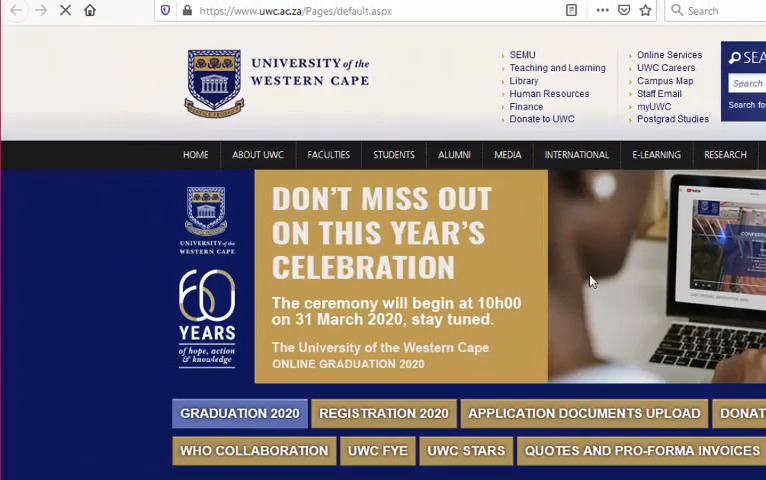 https://www.uwc.ac.za/Pages/default.aspx
Search
UNIVERSITY of the
WESTERN CAPE
SEMU
Teaching and Learning
Library
Human Resources
Finance
Donate to UWC
Online Services
UWC Careers
Campus Map
Staff Email
myUWC
Postgrad Studies
SEA
Search
Search fo
HOME ABOUT UWC FACULTIES STUDENTS ALUMNI MEDIA INTERNATIONAL E-LEARNING RESEARCH
UNIVERSITY of the
WESTERN CAPE
60
YEARS
of hope, action
& knowledge
DON'T MISS OUT
ON THIS YEAR'S
CELEBRATION
The ceremony will begin at 10h00
on 31 March 2020, stay tuned.
The University of the Western Cape
ONLINE GRADUATION 2020
GRADUATION 2020 REGISTRATION 2020 APPLICATION DOCUMENTS UPLOAD DONAT
WHO COLLABORATION UWC FYE UWC STARS QUOTES AND PRO-FORMA INVOICES